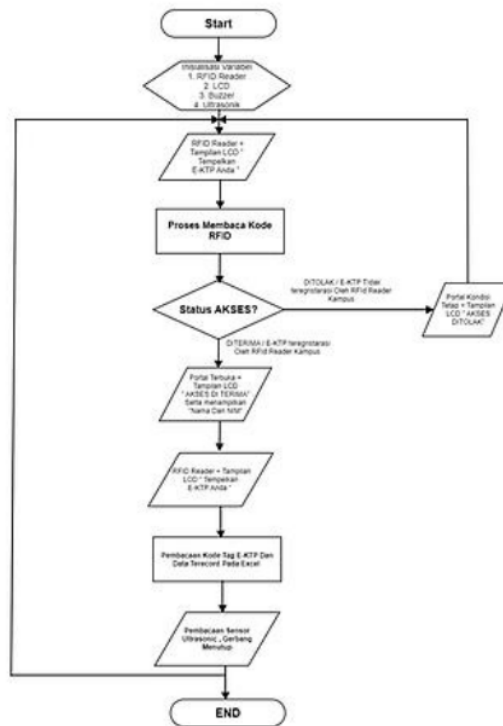 Start
Inisialisasi Variabel
1. RFID Reader
2. LCD
3. Buzzer
4. Ultrasonik
RFID Reader +
Tampilan LCD "
Tempelkan
E-KTP Anda "
Proses Membaca Kode
RFID
Status AKSES?
DITOLAK / E-KTP Tidak
teregristarasi Oleh RFid Reader
Kampus
Portal Kondisi
Tetap + Tampilan
LCD " AKSES
DITOLAK"
DITERIMA / E-KTP teregristarasi
Oleh RFid Reader Kampus
Portal Terbuka +
Tampilan LCD
" AKSES DI TERIMA"
Serta menampilkan
"Nama Dan NIM"
RFID Reader + Tampilan
LCD " Tempelkan
E-KTP Anda "
Pembacaan Kode Tag E-KTP Dan
Data Terecord Pada Excel
Pembacaan Sensor
Ultrasonic , Gerbang
Menutup
END